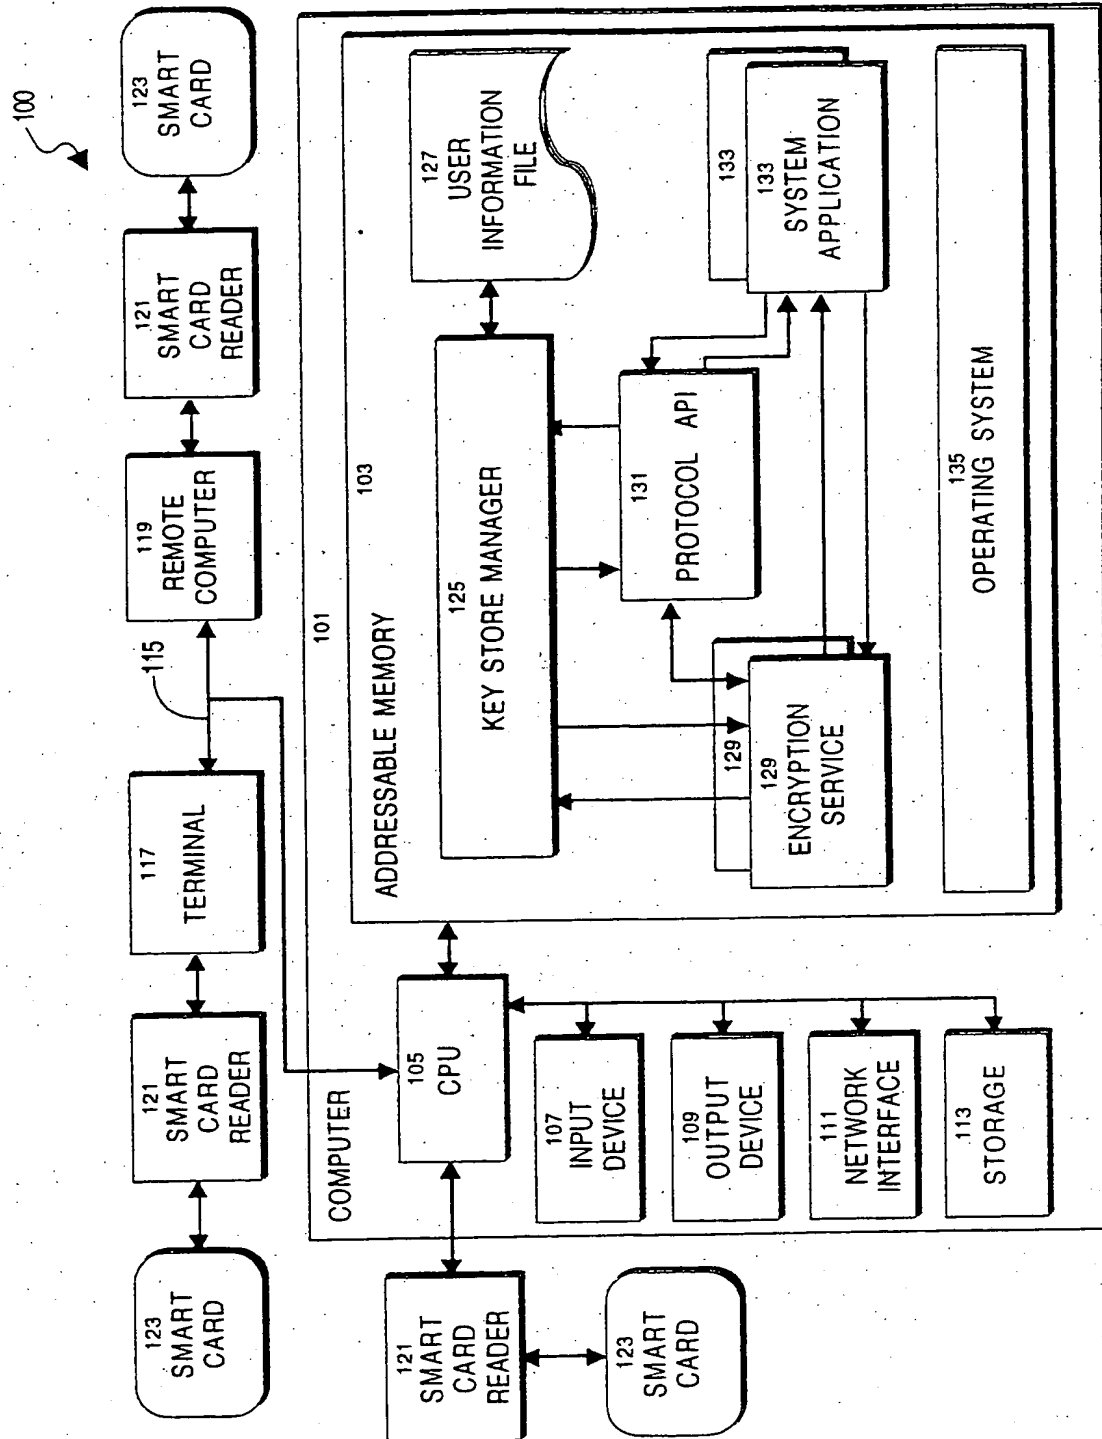 100
123
SMART
CARD
121
SMART
CARD
READER
117
TERMINAL
115
119
REMOTE
COMPUTER
121
SMART
CARD
READER
123
SMART
CARD
COMPUTER
101
121
SMART
CARD
READER
105
CPU
ADDRESSABLE MEMORY
103
125
KEY STORE MANAGER
127
USER
INFORMATION
FILE
123
SMART
CARD
107
INPUT
DEVICE
109
OUTPUT
DEVICE
111
NETWORK
INTERFACE
113
STORAGE
131
PROTOCOL API
129
129
ENCRYPTION
SERVICE
133
133
SYSTEM
APPLICATION
135
OPERATING SYSTEM